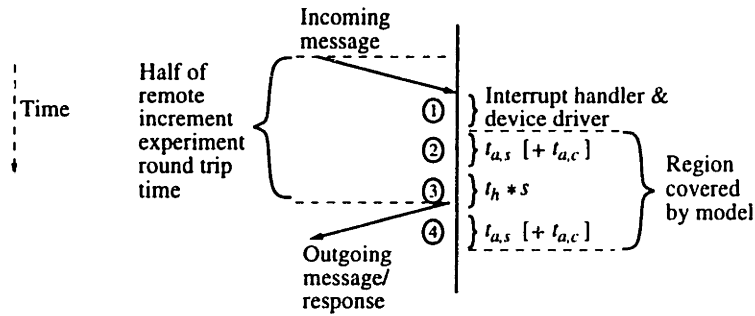 Incoming
message
Time
Half of
remote
increment
experiment
round trip
time
① Interrupt handler &
device driver
② t_{a,s} [+ t_{a,c}]
③ t_h * s
④ t_{a,s} [+ t_{a,c}]
Region
covered
by model
Outgoing
message/
response